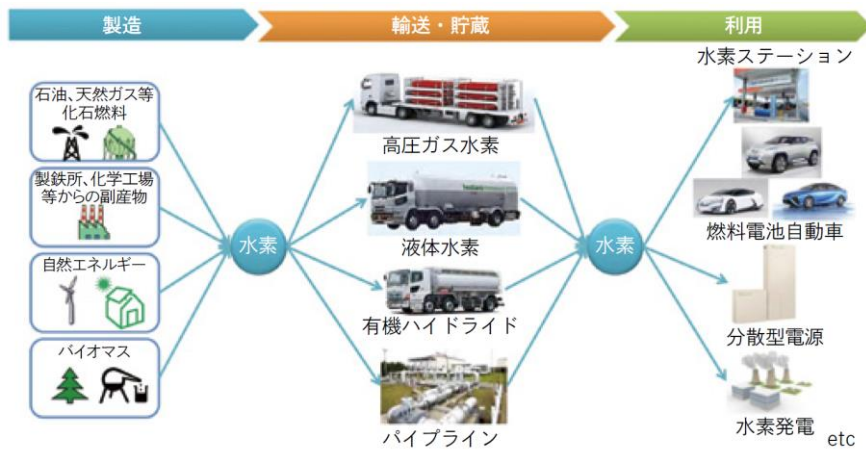 製造
輸送・貯蔵
利用
石油、天然ガス等
化石燃料
製鉄所、化学工場
等からの副産物
自然エネルギー
バイオマス
水素
高圧ガス水素
液体水素
有機ハイドライド
パイプライン
水素
水素ステーション
燃料電池自動車
分散型電源
水素発電
etc